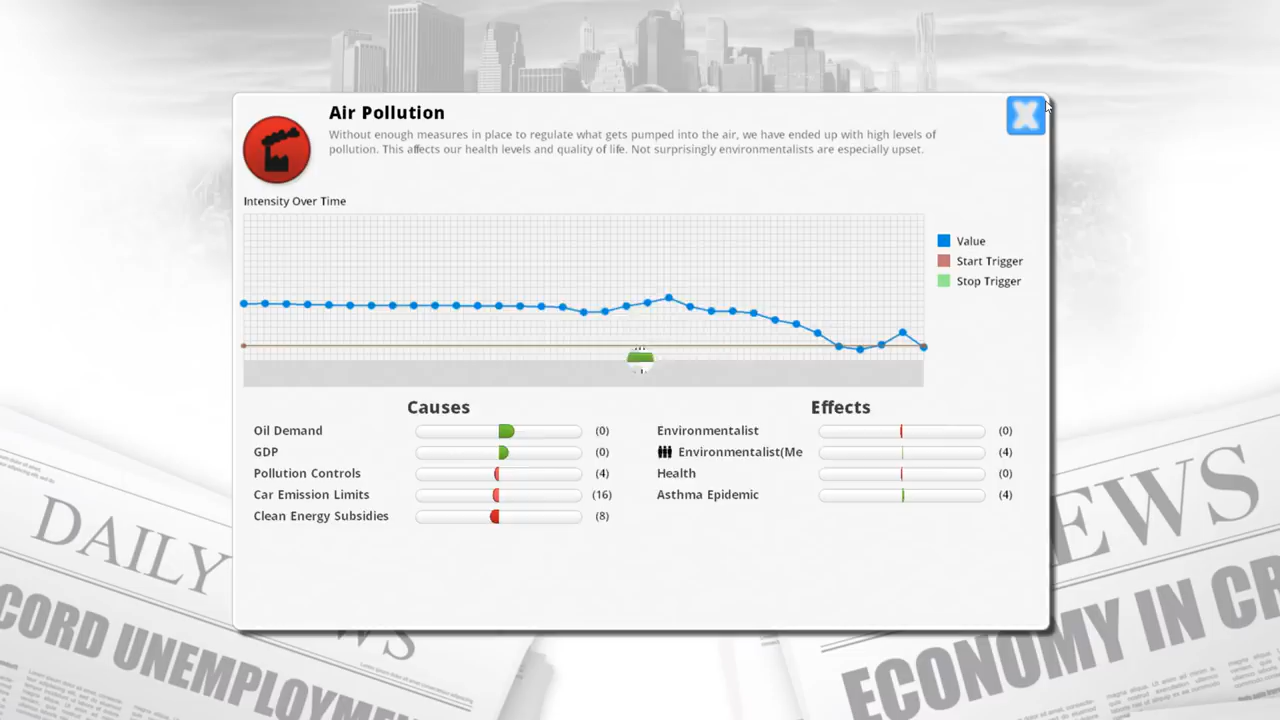 Air Pollution
Without enough measures in place to regulate what gets pumped into the air, we have ended up with high levels of
pollution. This affects our health levels and quality of life. Not surprisingly environmentalists are especially upset.
Intensity Over Time
Value
Start Trigger
Stop Trigger
Causes
Effects
Oil Demand (0)
Environmentalist (0)
GDP (0)
Environmentalist(Me (4)
Pollution Controls (4)
Health (0)
Car Emission Limits (16)
Asthma Epidemic (4)
Clean Energy Subsidies (8)
DAILY
EWS
CORD UNEMPLOYME
WS
ECONOMY IN CR